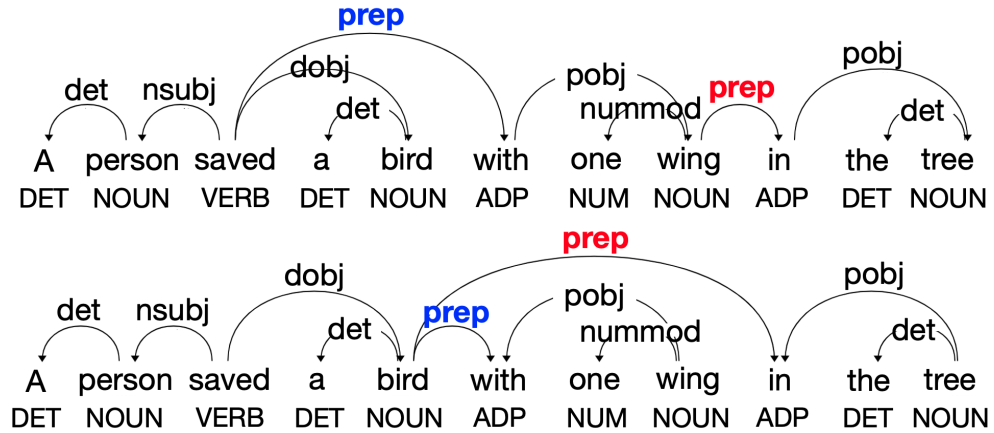 prep
dobj
pobj
pobj
det nsubj
det
nummod
prep
det
A person saved a bird with one wing in the tree
DET NOUN VERB DET NOUN ADP NUM NOUN ADP DET NOUN
prep
dobj
pobj
pobj
det nsubj
det
prep
nummod
det
A person saved a bird with one wing in the tree
DET NOUN VERB DET NOUN ADP NUM NOUN ADP DET NOUN